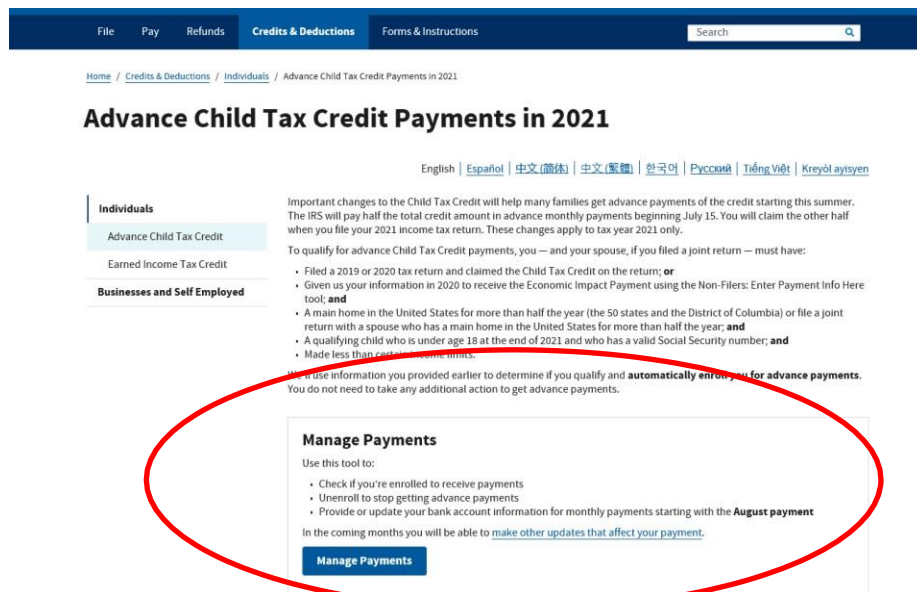 File Pay Refunds Credits & Deductions Forms & Instructions Search
Home / Credits & Deductions / Individuals / Advance Child Tax Credit Payments in 2021
Advance Child Tax Credit Payments in 2021
English | Español | 中文 (简体) | 中文 (繁體) | 한국어 | Русский | Tiếng Việt | Kreyòl ayisyen
Individuals
Advance Child Tax Credit
Earned Income Tax Credit
Businesses and Self Employed
Important changes to the Child Tax Credit will help many families get advance payments of the credit starting this summer.
The IRS will pay half the total credit amount in advance monthly payments beginning July 15. You will claim the other half
when you file your 2021 income tax return. These changes apply to tax year 2021 only.
To qualify for advance Child Tax Credit payments, you — and your spouse, if you filed a joint return — must have:
• Filed a 2019 or 2020 tax return and claimed the Child Tax Credit on the return; or
• Given us your information in 2020 to receive the Economic Impact Payment using the Non-Filers: Enter Payment Info Here
tool; and
• A main home in the United States for more than half the year (the 50 states and the District of Columbia) or file a joint
return with a spouse who has a main home in the United States for more than half the year; and
• A qualifying child who is under age 18 at the end of 2021 and who has a valid Social Security number; and
• Made less than certain income limits.
We'll use information you provided earlier to determine if you qualify and automatically enroll you for advance payments.
You do not need to take any additional action to get advance payments.
Manage Payments
Use this tool to:
• Check if you're enrolled to receive payments
• Unenroll to stop getting advance payments
• Provide or update your bank account information for monthly payments starting with the August payment
In the coming months you will be able to make other updates that affect your payment.
Manage Payments